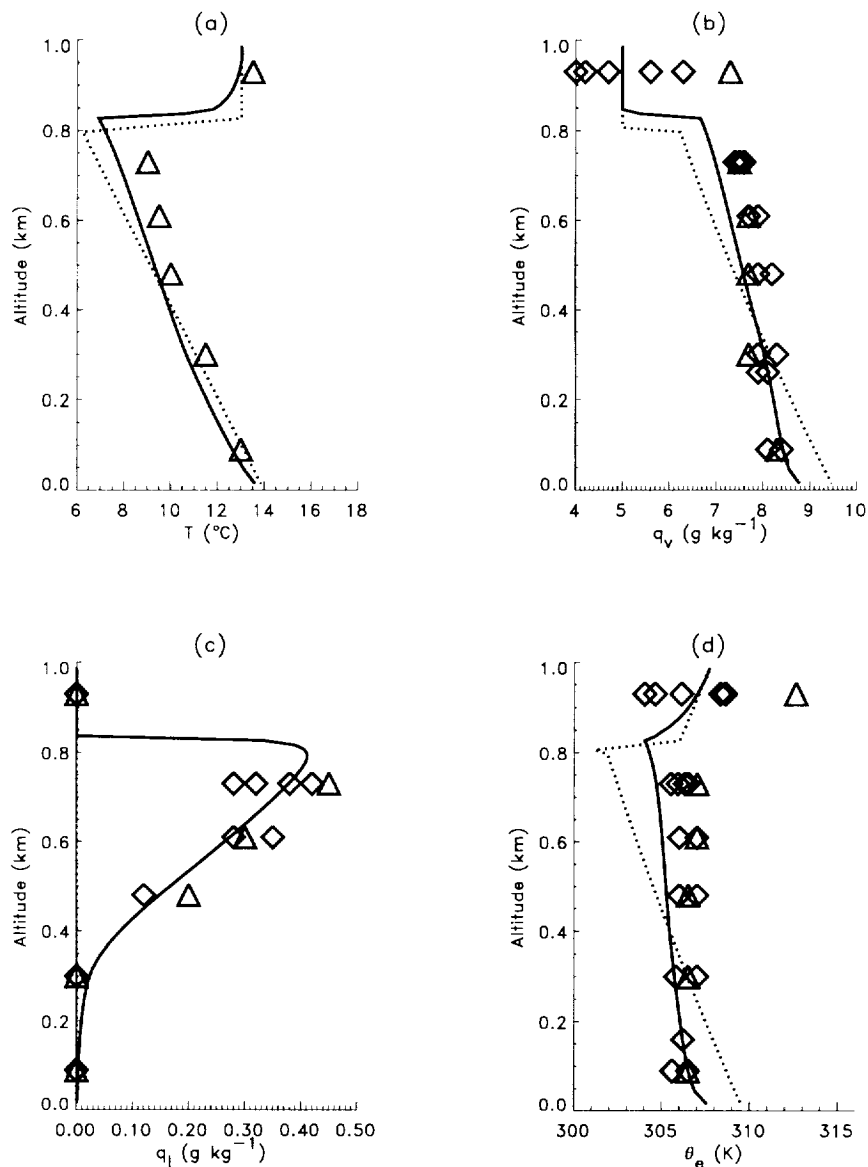 (a)
1.0
0.8
0.6
0.4
0.2
0.0
Altitude (km)
6 8 10 12 14 16 18
T (°C)
(b)
1.0
0.8
0.6
0.4
0.2
0.0
Altitude (km)
4 5 6 7 8 9 10
q_v (g kg⁻¹)
(c)
1.0
0.8
0.6
0.4
0.2
0.0
Altitude (km)
0.00 0.10 0.20 0.30 0.40 0.50
q_l (g kg⁻¹)
(d)
1.0
0.8
0.6
0.4
0.2
0.0
Altitude (km)
300 305 310 315
θ_e (K)